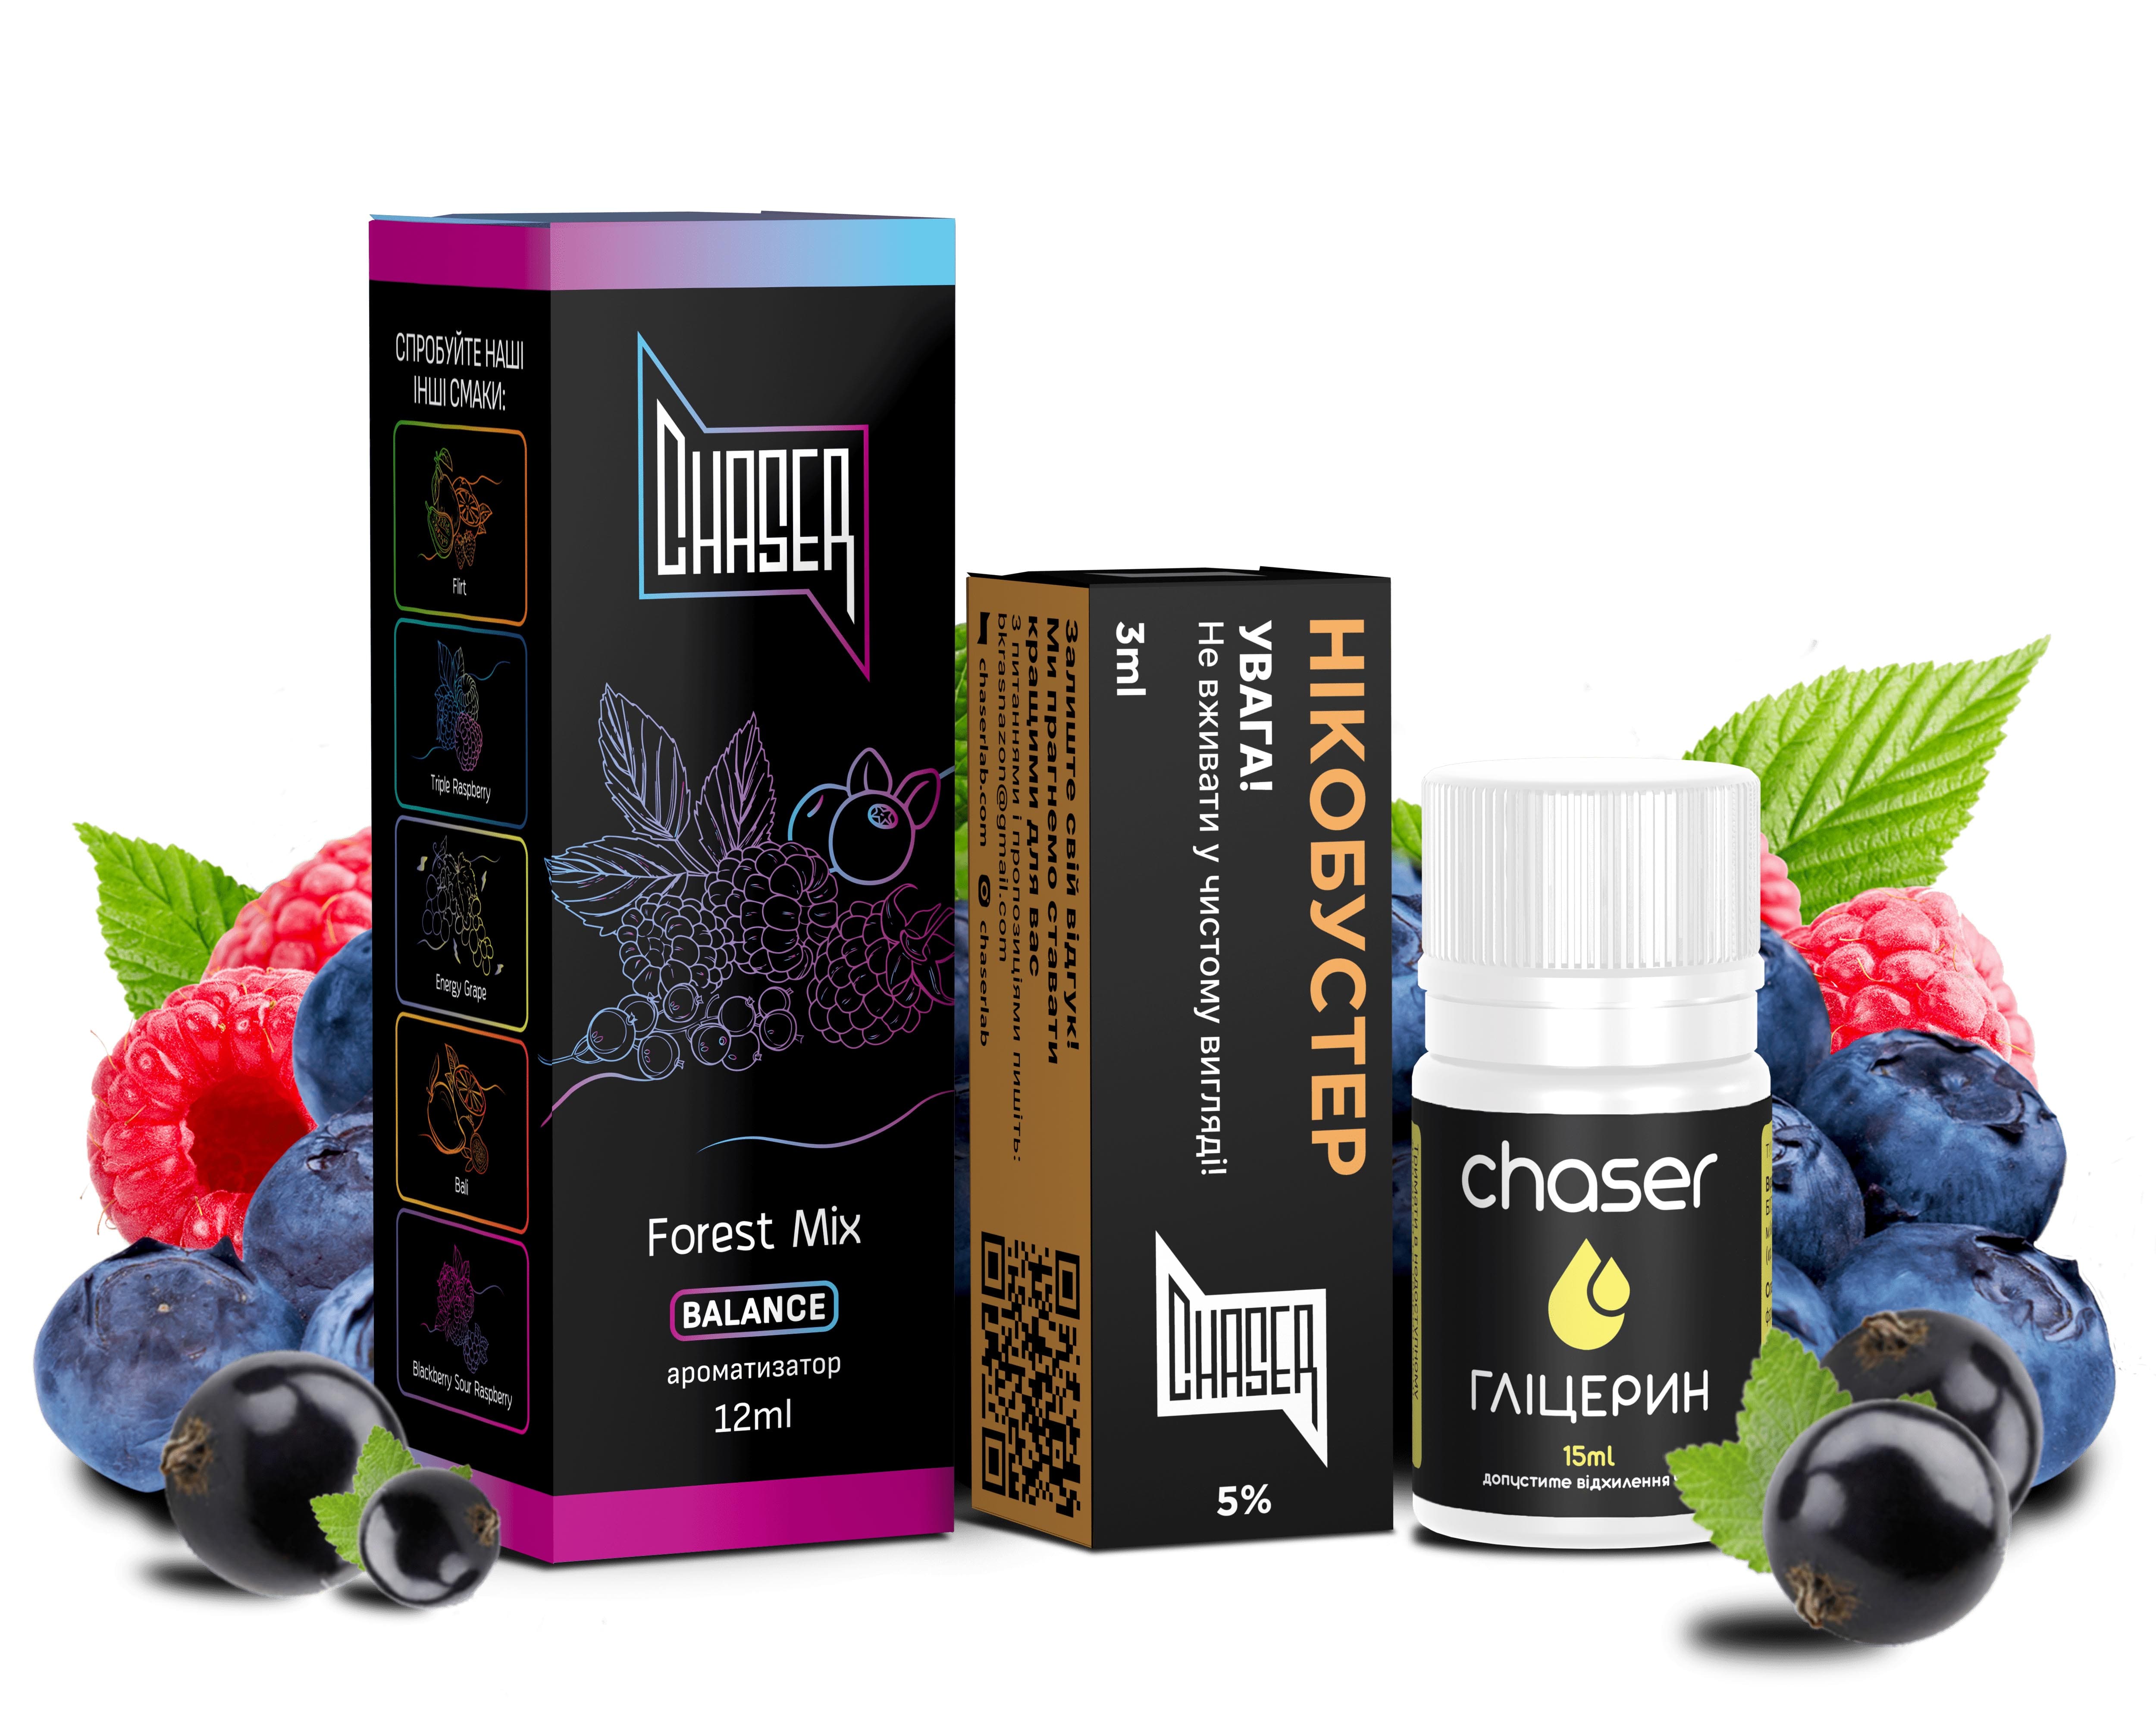 СПРОБУЙТЕ НАШІ
ІНШІ СМАКИ:
Flirt
Triple Raspberry
Energy Grape
Bali
Blackberry Sour Raspberry
CHASER
Forest Mix
BALANCE
ароматизатор
12ml
Залиште свій відгук!
Ми прагнемо ставати
кращими для вас
З питаннями і пропозиціями пишіть:
bkrasnazon@gmail.com
chaserlab.com chaserlab
НІКОБУСТЕР
УВАГА!
Не вживати у чистому вигляді!
3ml
CHASER
5%
chaser
ГЛІЦЕРИН
15ml
допустиме відхилення
Тримати в недоступному